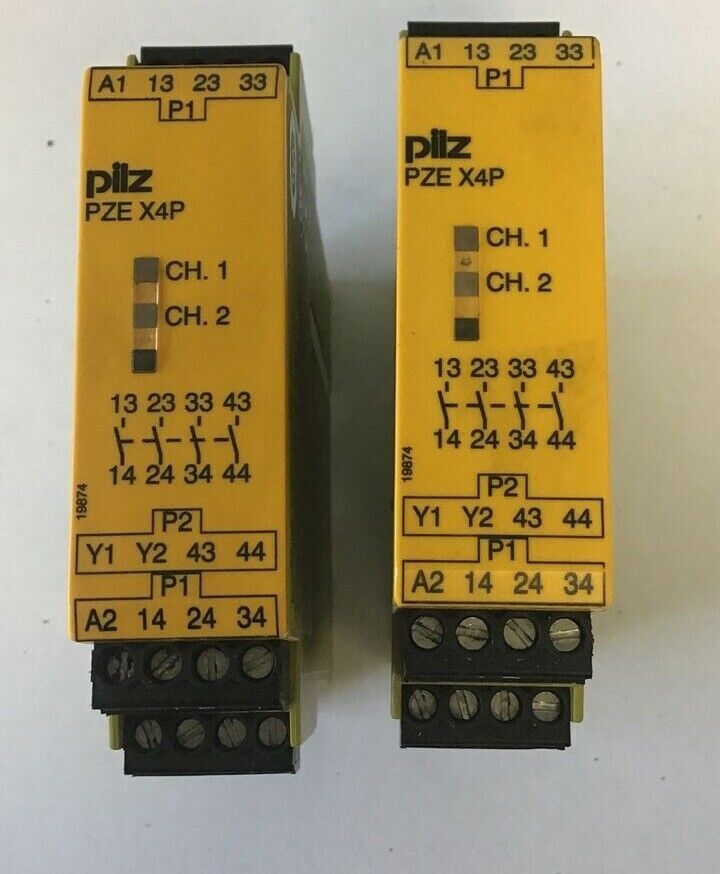 A1 13 23 33
P1
pilz
PZE X4P
CH. 1
CH. 2
13 23 33 43
14 24 34 44
19874
P2
Y1 Y2 43 44
P1
A2 14 24 34
A1 13 23 33
P1
pilz
PZE X4P
CH. 1
CH. 2
13 23 33 43
14 24 34 44
19874
P2
Y1 Y2 43 44
P1
A2 14 24 34